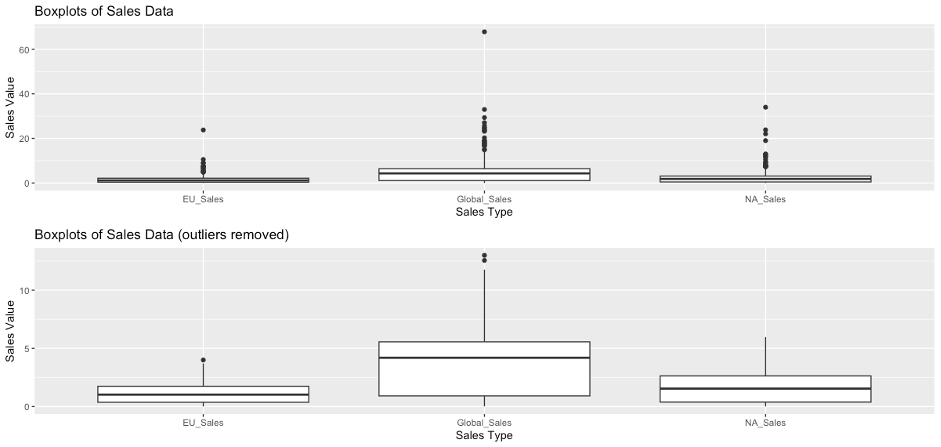 Boxplots of Sales Data
Sales Value
60
40
20
0
EU_Sales
Global_Sales
NA_Sales
Sales Type
Boxplots of Sales Data (outliers removed)
Sales Value
10
5
0
EU_Sales
Global_Sales
NA_Sales
Sales Type